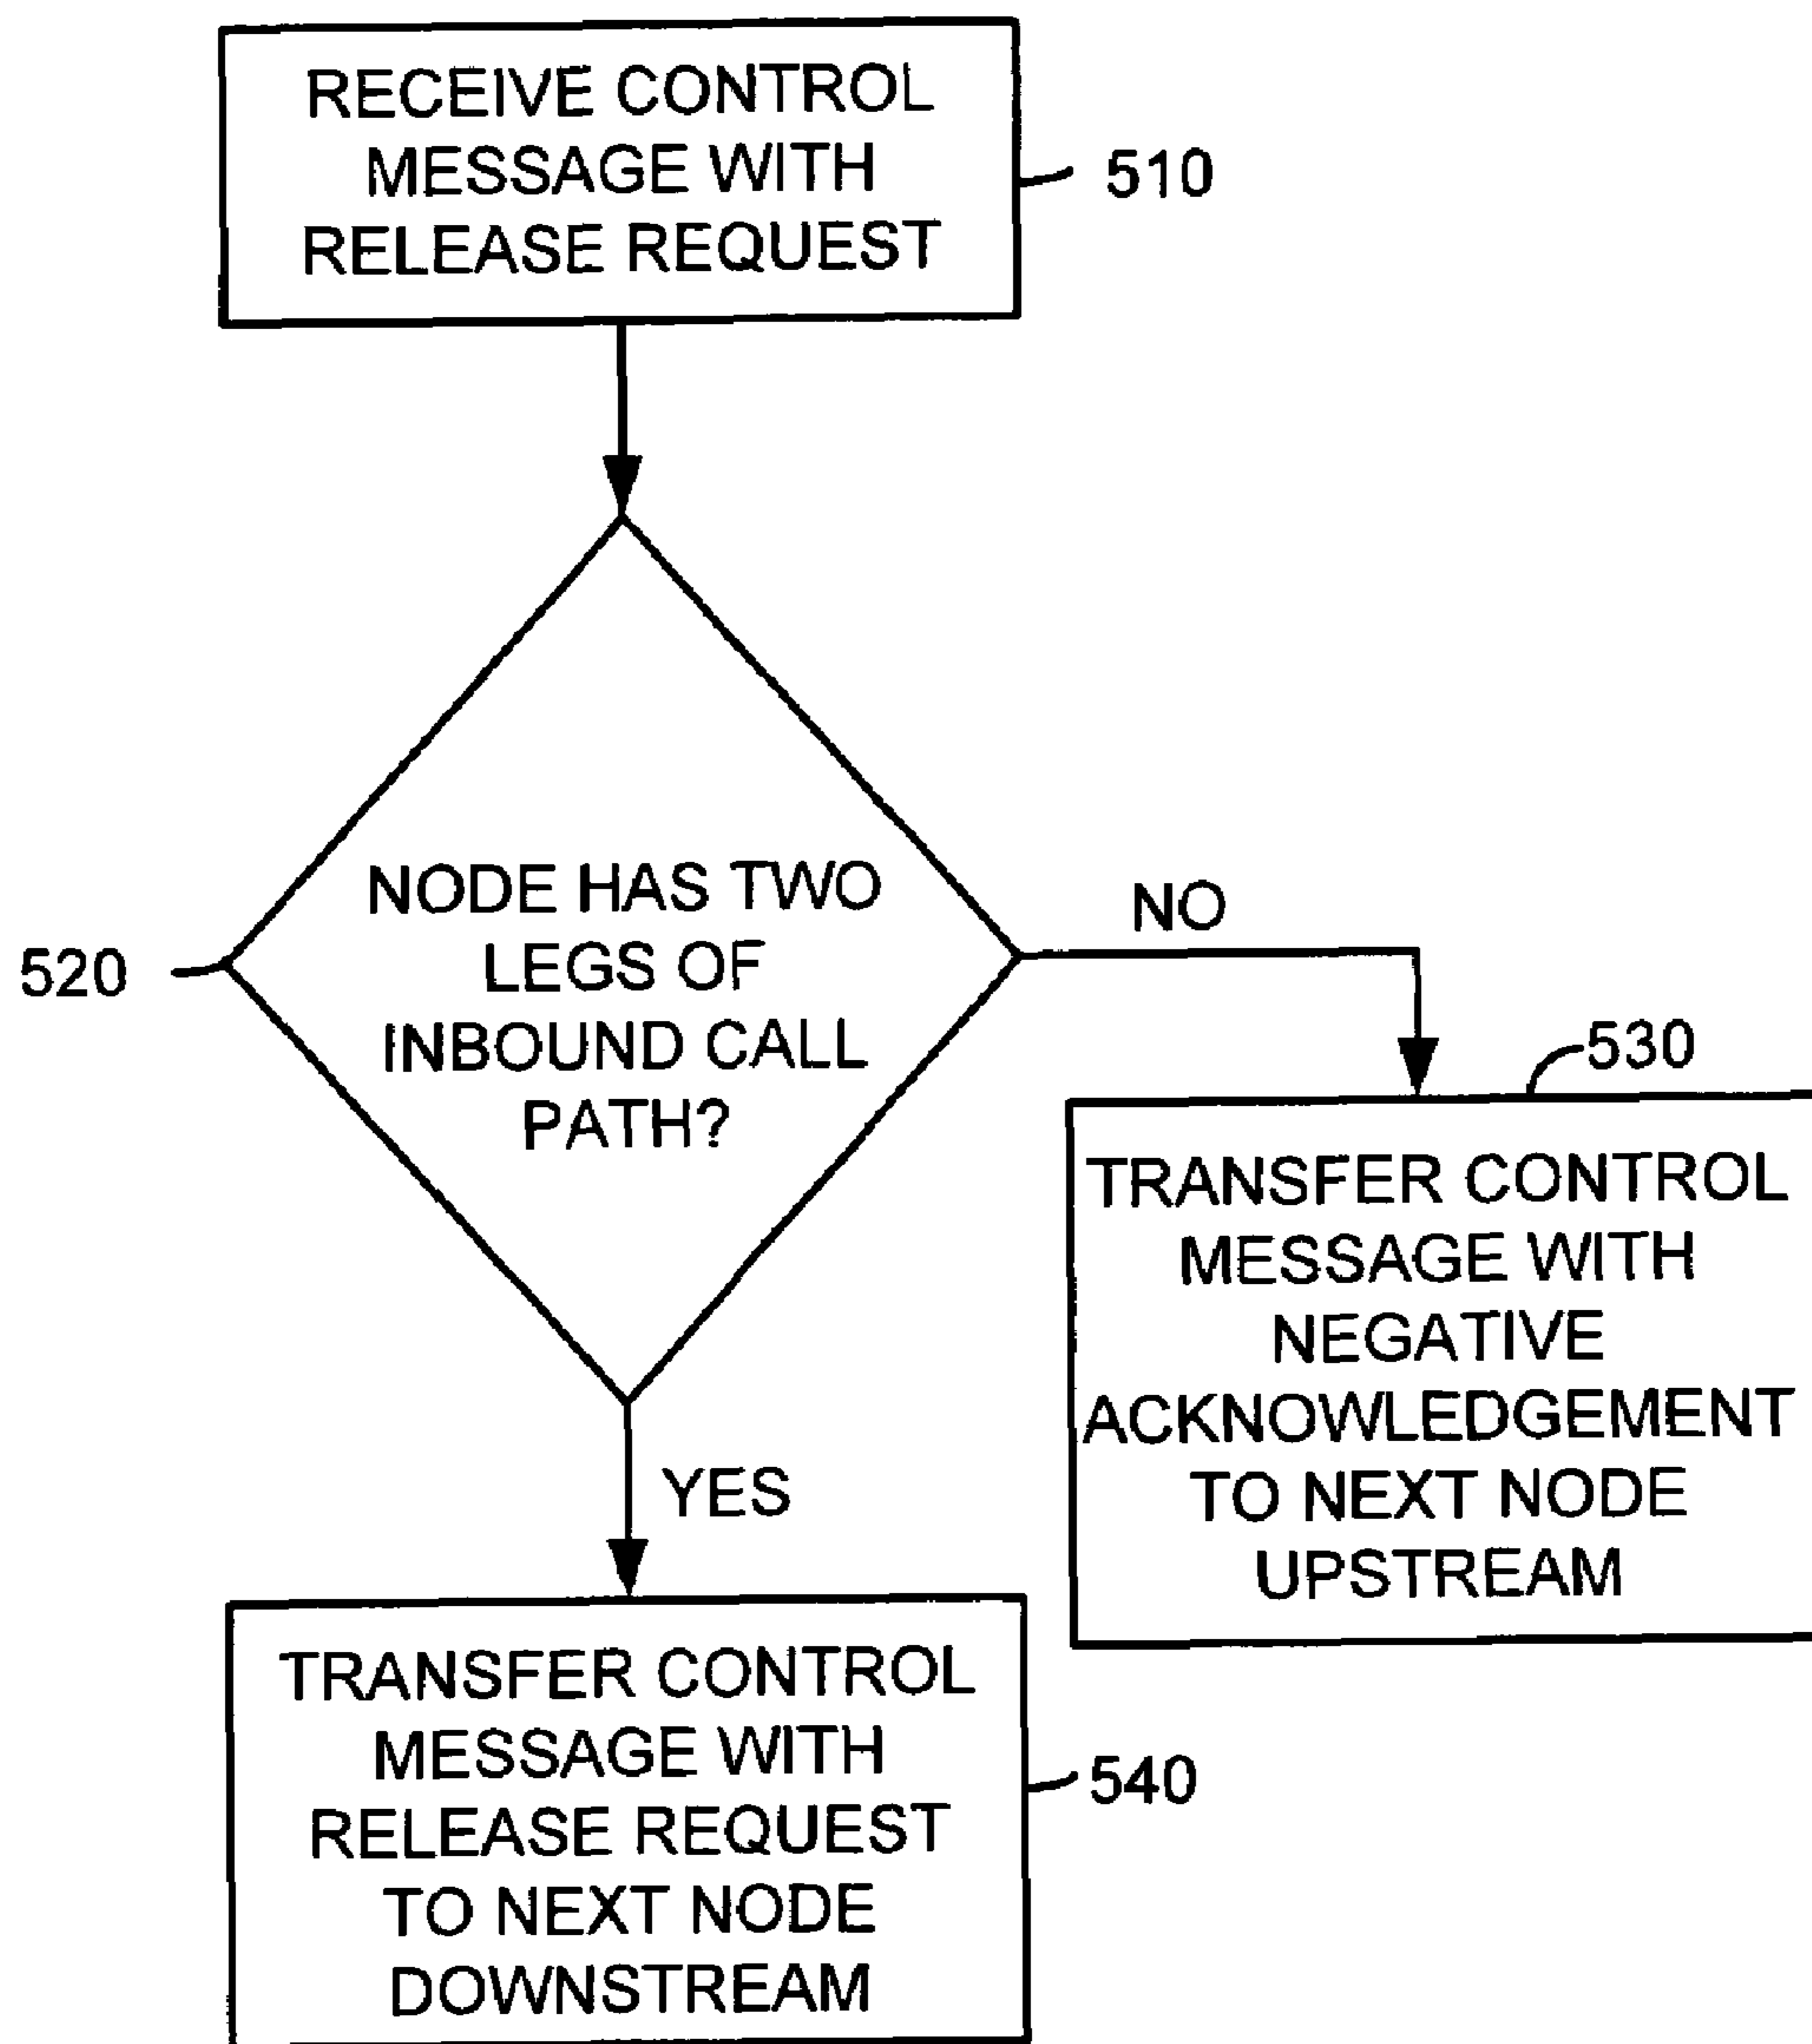 RECEIVE CONTROL
MESSAGE WITH
RELEASE REQUEST
510
NODE HAS TWO
LEGS OF
INBOUND CALL
PATH?
520
NO
530
TRANSFER CONTROL
MESSAGE WITH
NEGATIVE
ACKNOWLEDGEMENT
TO NEXT NODE
UPSTREAM
YES
TRANSFER CONTROL
MESSAGE WITH
RELEASE REQUEST
TO NEXT NODE
DOWNSTREAM
540